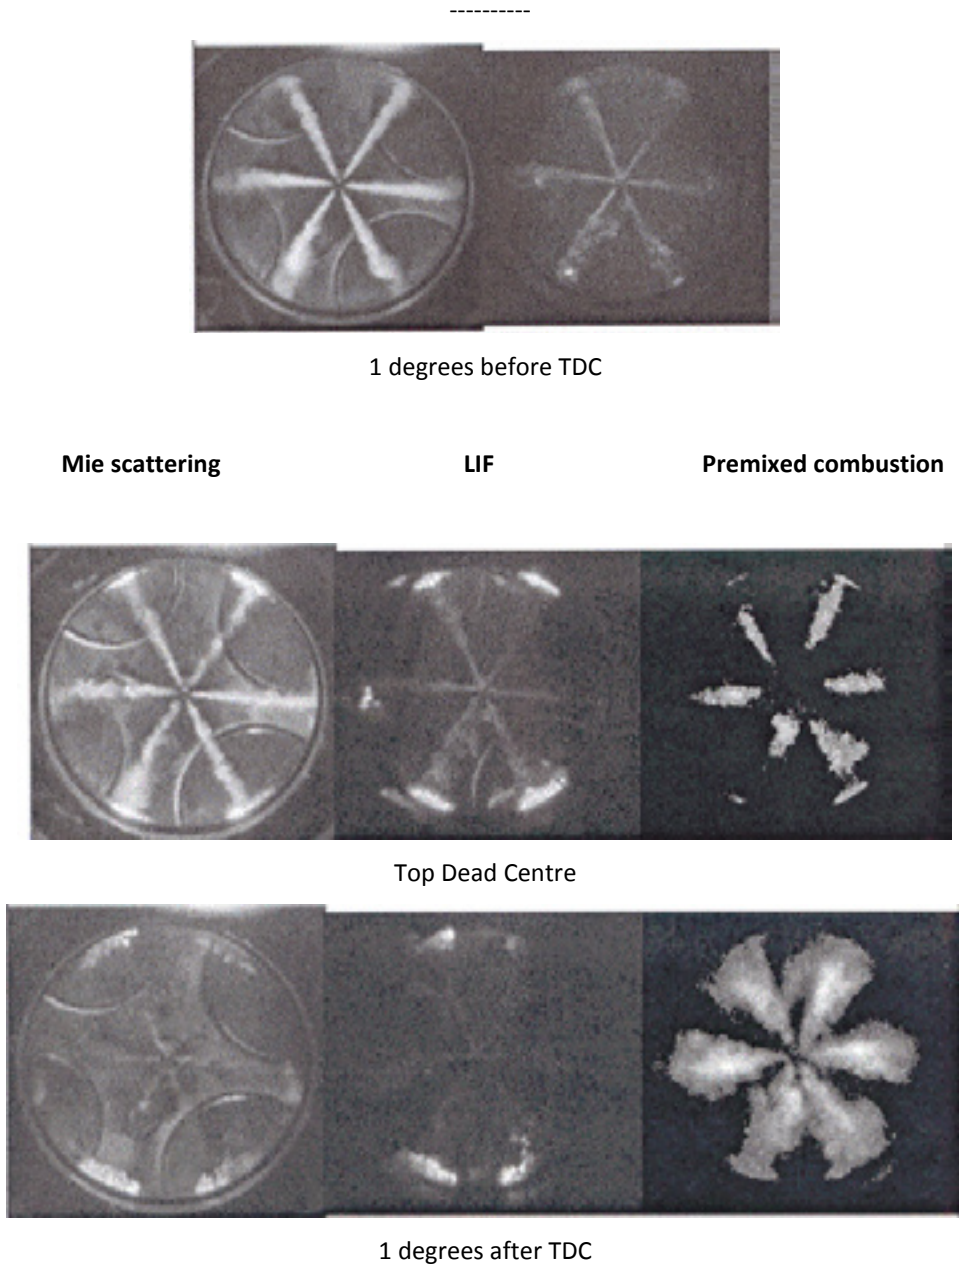 ----------
1 degrees before TDC
Mie scattering LIF Premixed combustion
Top Dead Centre
1 degrees after TDC